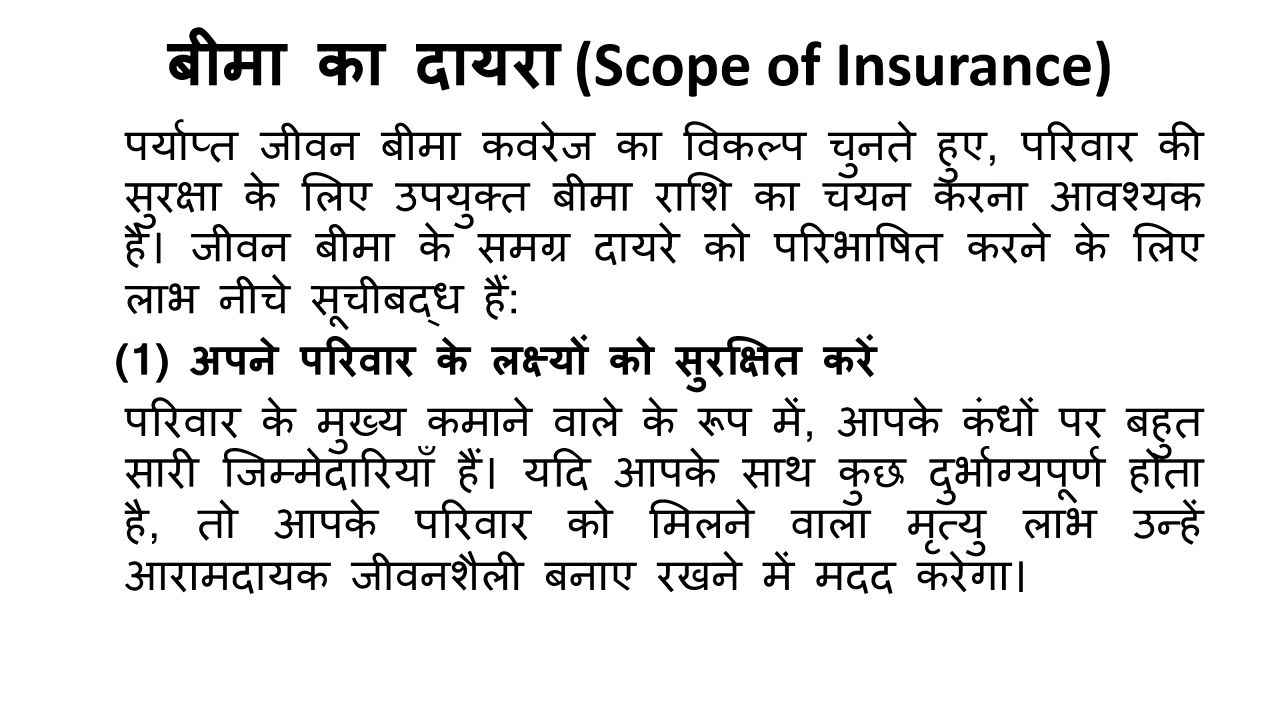 बीमा का दायरा (Scope of Insurance)
पर्याप्त जीवन बीमा कवरेज का विकल्प चुनते हुए, परिवार की
सुरक्षा के लिए उपयुक्त बीमा राशि का चयन करना आवश्यक
है। जीवन बीमा के समग्र दायरे को परिभाषित करने के लिए
लाभ नीचे सूचीबद्ध हैं:
(1) अपने परिवार के लक्ष्यों को सुरक्षित करें
परिवार के मुख्य कमाने वाले के रूप में, आपके कंधों पर बहुत
सारी जिम्मेदारियाँ हैं। यदि आपके साथ कुछ दुर्भाग्यपूर्ण होता
है, तो आपके परिवार को मिलने वाला मृत्यु लाभ उन्हें
आरामदायक जीवनशैली बनाए रखने में मदद करेगा।